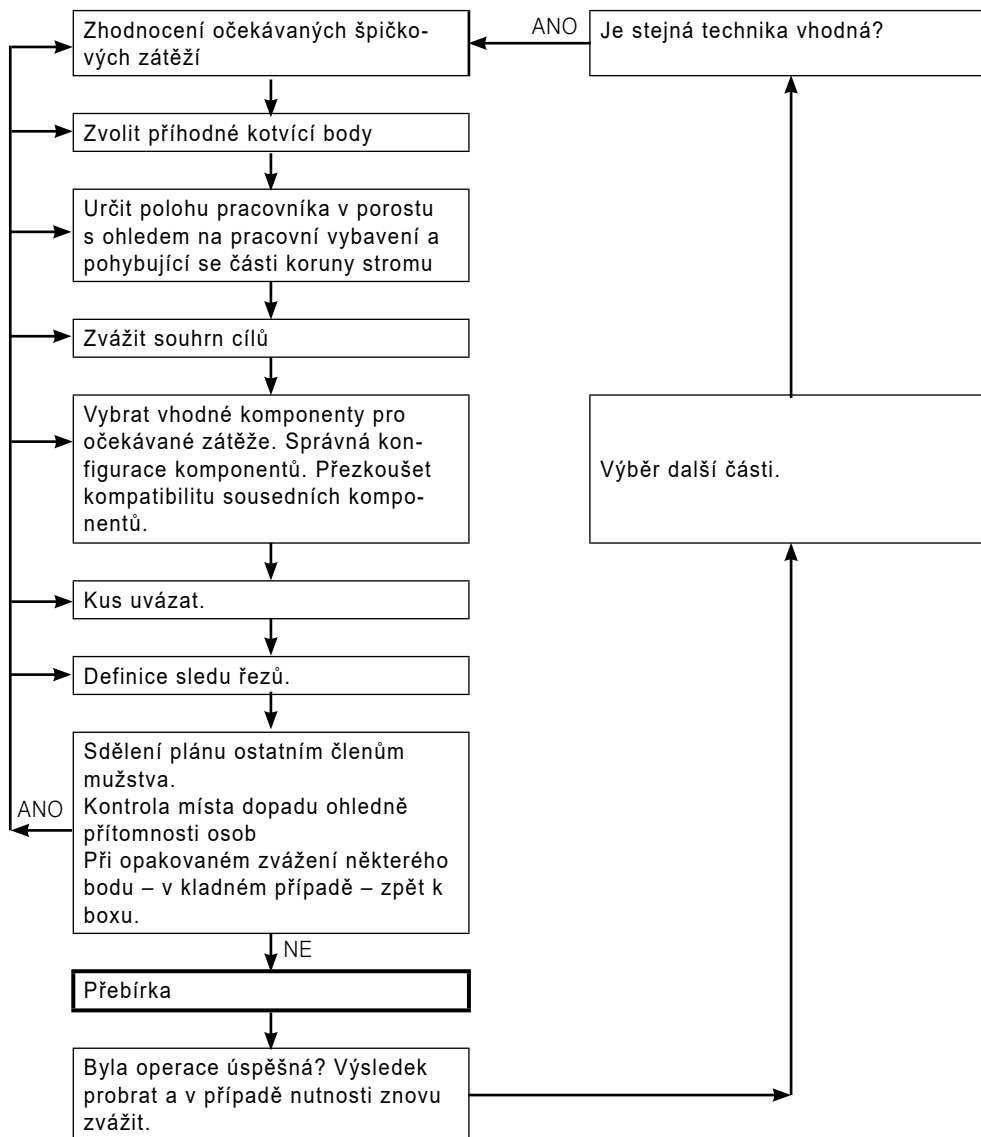 Zhodnocení očekávaných špičko-
vých zátěží
ANO
Je stejná technika vhodná?
Zvolit příhodné kotvící body
Určit polohu pracovníka v porostu
s ohledem na pracovní vybavení a
pohybující se části koruny stromu
Zvážit souhrn cílů
Vybrat vhodné komponenty pro
očekávané zátěže. Správná kon-
figurace komponentů. Přezkoušet
kompatibilitu sousedních kompo-
nentů.
Výběr další části.
Kus uvázat.
Definice sledu řezů.
Sdělení plánu ostatním členům
mužstva.
Kontrola místa dopadu ohledně
přítomnosti osob
Při opakovaném zvážení některého
bodu – v kladném případě – zpět k
boxu.
ANO
NE
Přebírka
Byla operace úspěšná? Výsledek
probrat a v případě nutnosti znovu
zvážit.